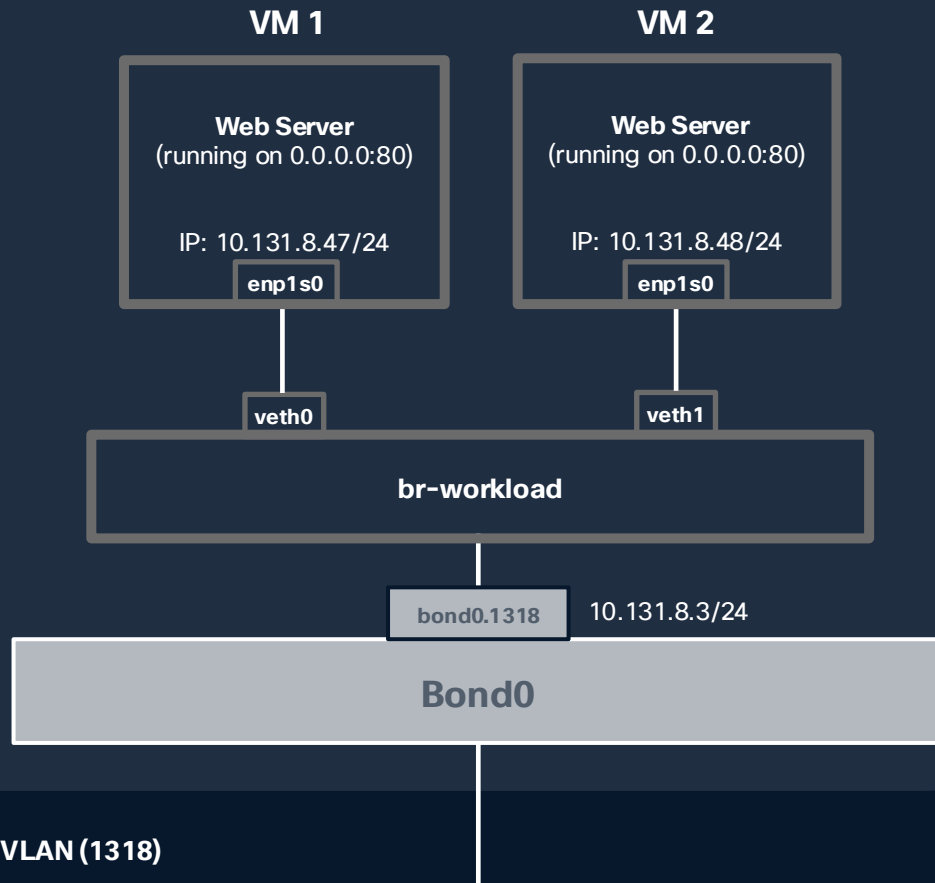 VM 1
VM 2
Web Server
(running on 0.0.0.0:80)
IP: 10.131.8.47/24
enp1s0
Web Server
(running on 0.0.0.0:80)
IP: 10.131.8.48/24
enp1s0
veth0
veth1
br-workload
bond0.1318
10.131.8.3/24
Bond0
VLAN (1318)